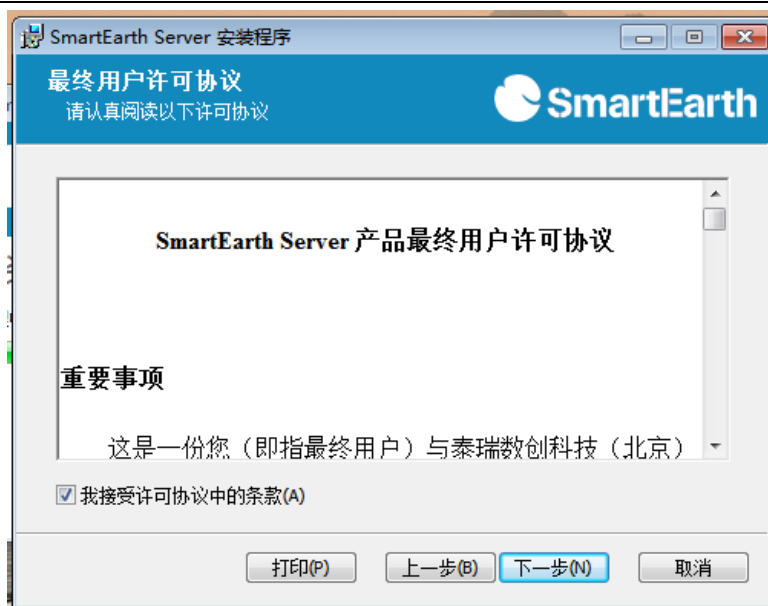 SmartEarth Server 安装程序
最终用户许可协议
请认真阅读以下许可协议
SmartEarth
SmartEarth Server 产品最终用户许可协议
重要事项
这是一份您（即指最终用户）与泰瑞数创科技（北京）
我接受许可协议中的条款(A)
打印(P) 上一步(B) 下一步(N) 取消